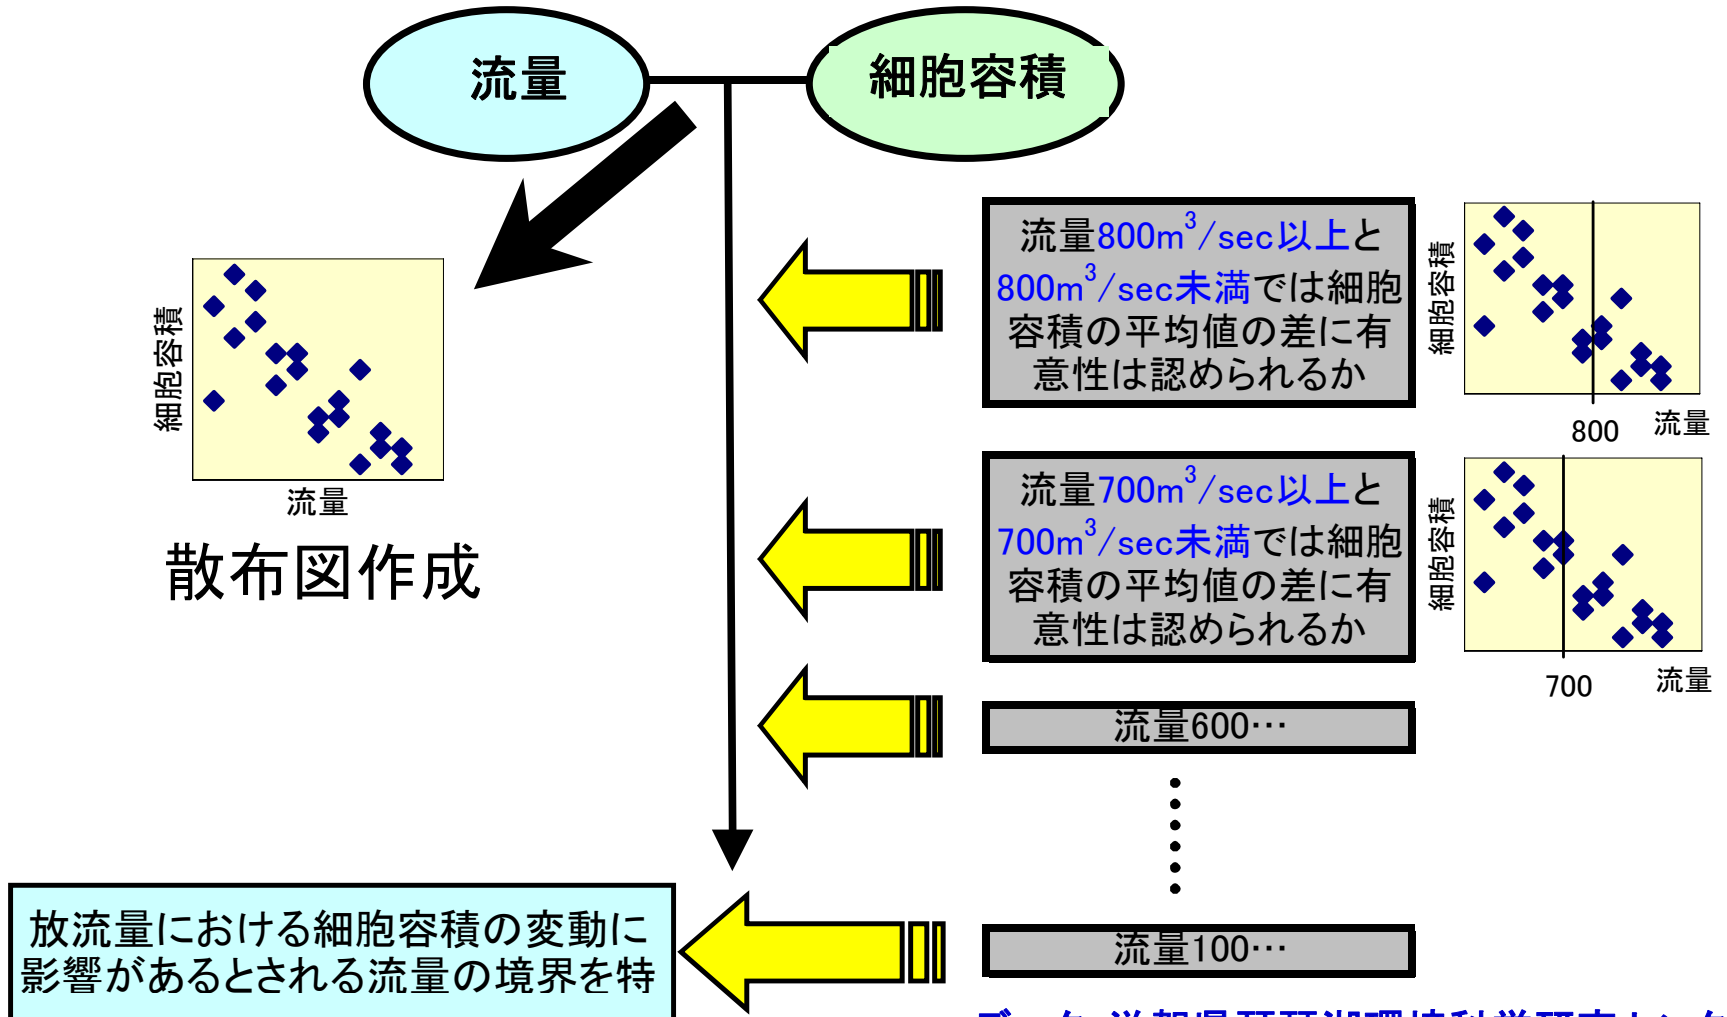 流量
細胞容積
細胞容積
流量
散布図作成
流量800m³/sec以上と
800m³/sec未満では細胞
容積の平均値の差に有
意性は認められるか
細胞容積
800
流量
流量700m³/sec以上と
700m³/sec未満では細胞
容積の平均値の差に有
意性は認められるか
細胞容積
700
流量
流量600…
流量100…
放流量における細胞容積の変動に
影響があるとされる流量の境界を特